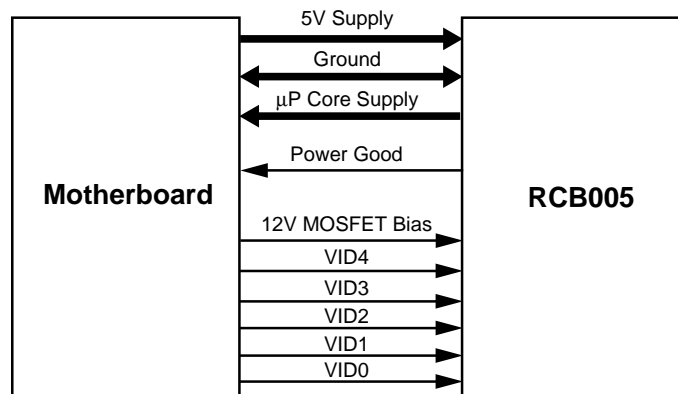 5V Supply
Ground
µP Core Supply
Power Good
Motherboard
RCB005
12V MOSFET Bias
VID4
VID3
VID2
VID1
VID0